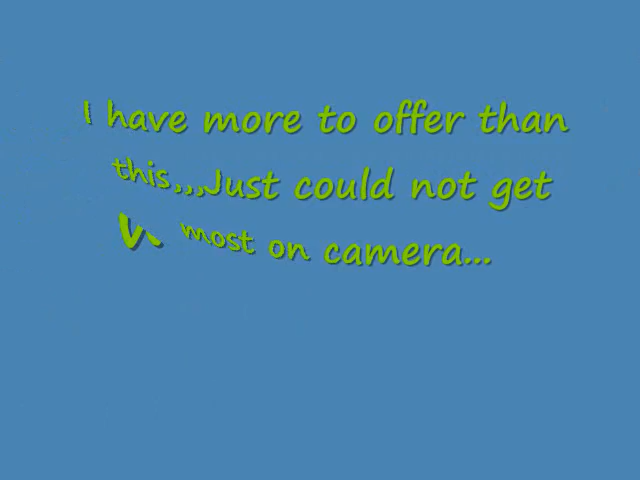 I have more to offer than
this,,,Just could not get
most on camera...